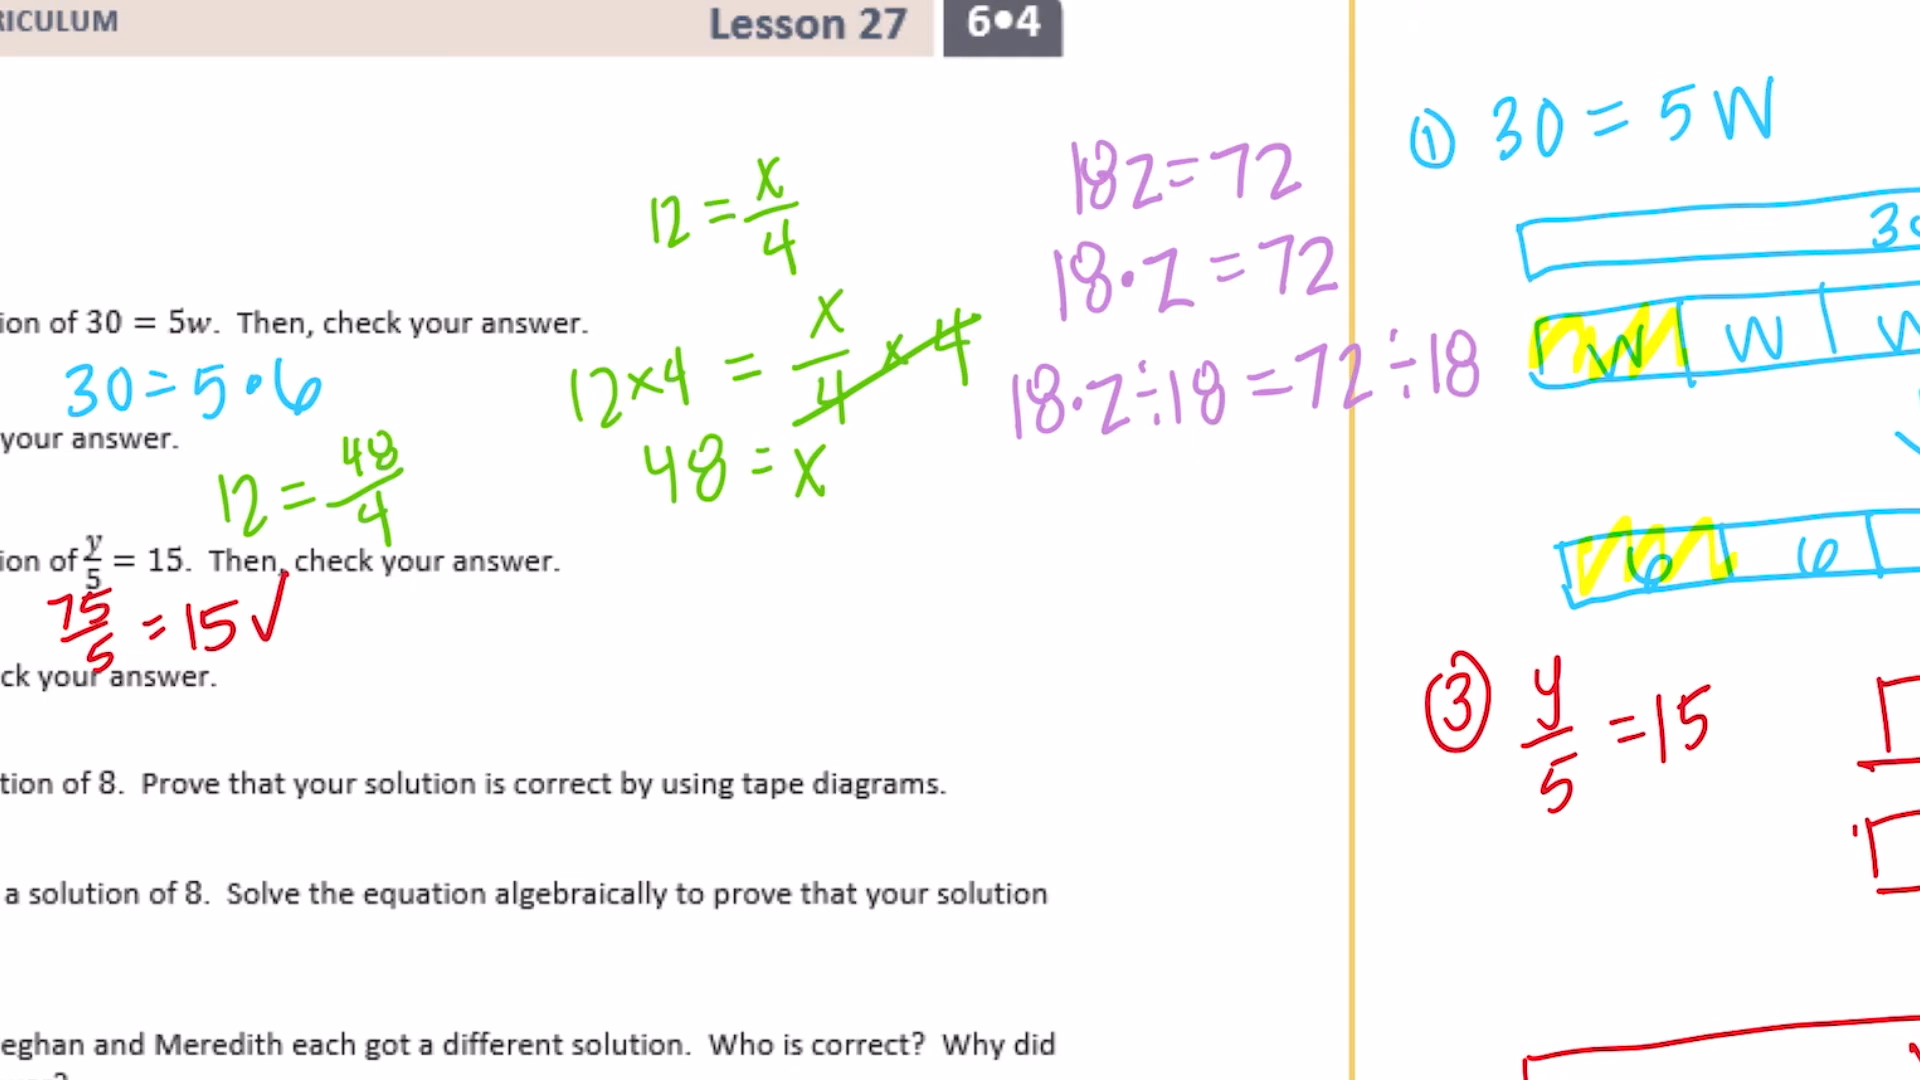 RICULUM
Lesson 27
6•4
ion of 30 = 5w. Then, check your answer.
30 = 5 • 6
your answer.
12 = 48/4
ion of y/5 = 15. Then, check your answer.
75/5 = 15 ✓
ck your answer.
tion of 8. Prove that your solution is correct by using tape diagrams.
a solution of 8. Solve the equation algebraically to prove that your solution
eghan and Meredith each got a different solution. Who is correct? Why did
12 = x/4
12 x 4 = x/4 x 4
48 = x
18z = 72
18 • z = 72
18 • z ÷ 18 = 72 ÷ 18
① 30 = 5W
W W W
6 6
③ y/5 = 15